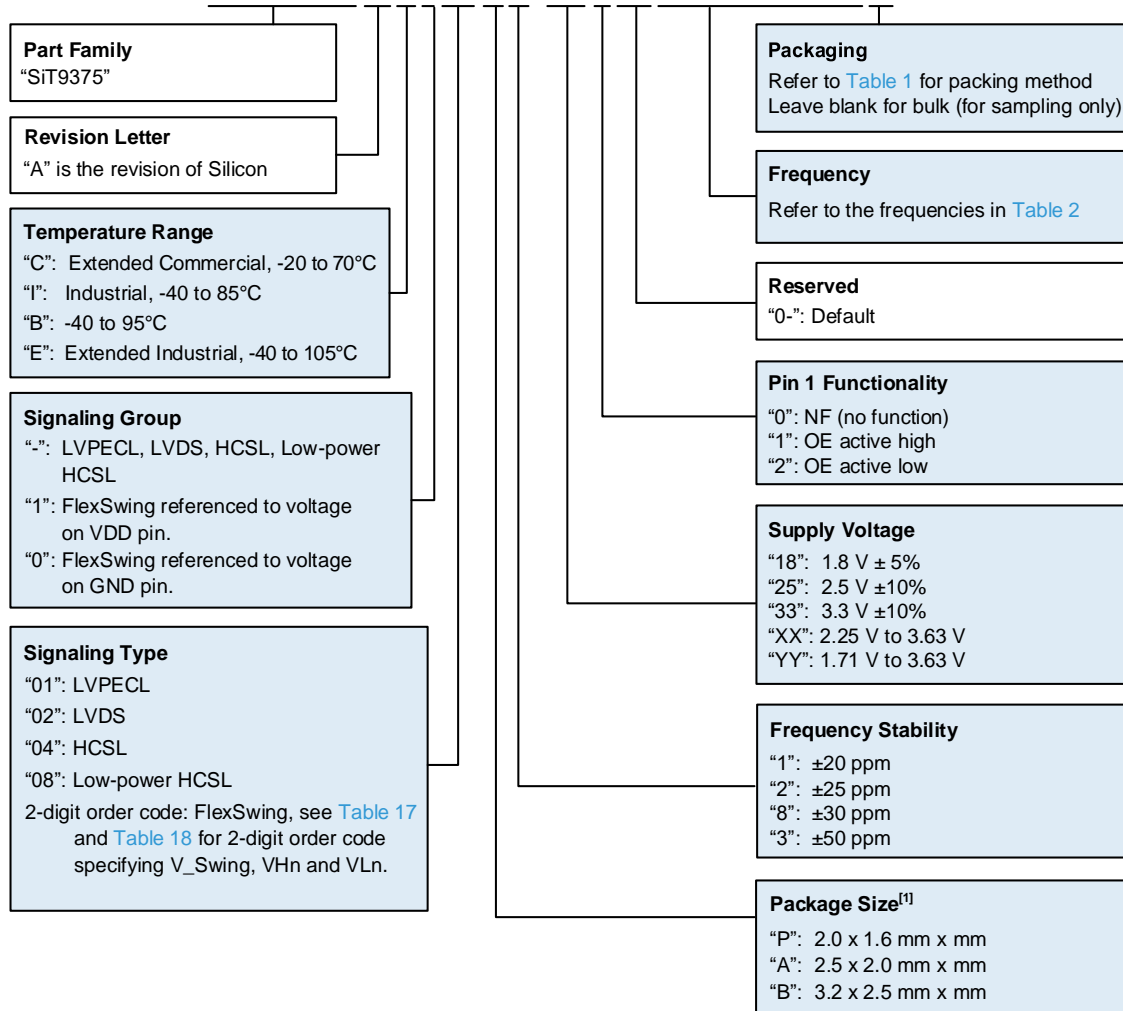 Part Family
“SiT9375”
Revision Letter
“A” is the revision of Silicon
Temperature Range
“C”: Extended Commercial, -20 to 70°C
“I”: Industrial, -40 to 85°C
“B”: -40 to 95°C
“E”: Extended Industrial, -40 to 105°C
Signaling Group
“-”: LVPECL, LVDS, HCSL, Low-power
HCSL
“1”: FlexSwing referenced to voltage
on VDD pin.
“0”: FlexSwing referenced to voltage
on GND pin.
Signaling Type
“01”: LVPECL
“02”: LVDS
“04”: HCSL
“08”: Low-power HCSL
2-digit order code: FlexSwing, see Table 17
and Table 18 for 2-digit order code
specifying V_Swing, VHn and VLn.
Packaging
Refer to Table 1 for packing method
Leave blank for bulk (for sampling only)
Frequency
Refer to the frequencies in Table 2
Reserved
“0-”: Default
Pin 1 Functionality
“0”: NF (no function)
“1”: OE active high
“2”: OE active low
Supply Voltage
“18”: 1.8 V ± 5%
“25”: 2.5 V ±10%
“33”: 3.3 V ±10%
“XX”: 2.25 V to 3.63 V
“YY”: 1.71 V to 3.63 V
Frequency Stability
“1”: ±20 ppm
“2”: ±25 ppm
“8”: ±30 ppm
“3”: ±50 ppm
Package Size[1]
“P”: 2.0 x 1.6 mm x mm
“A”: 2.5 x 2.0 mm x mm
“B”: 3.2 x 2.5 mm x mm